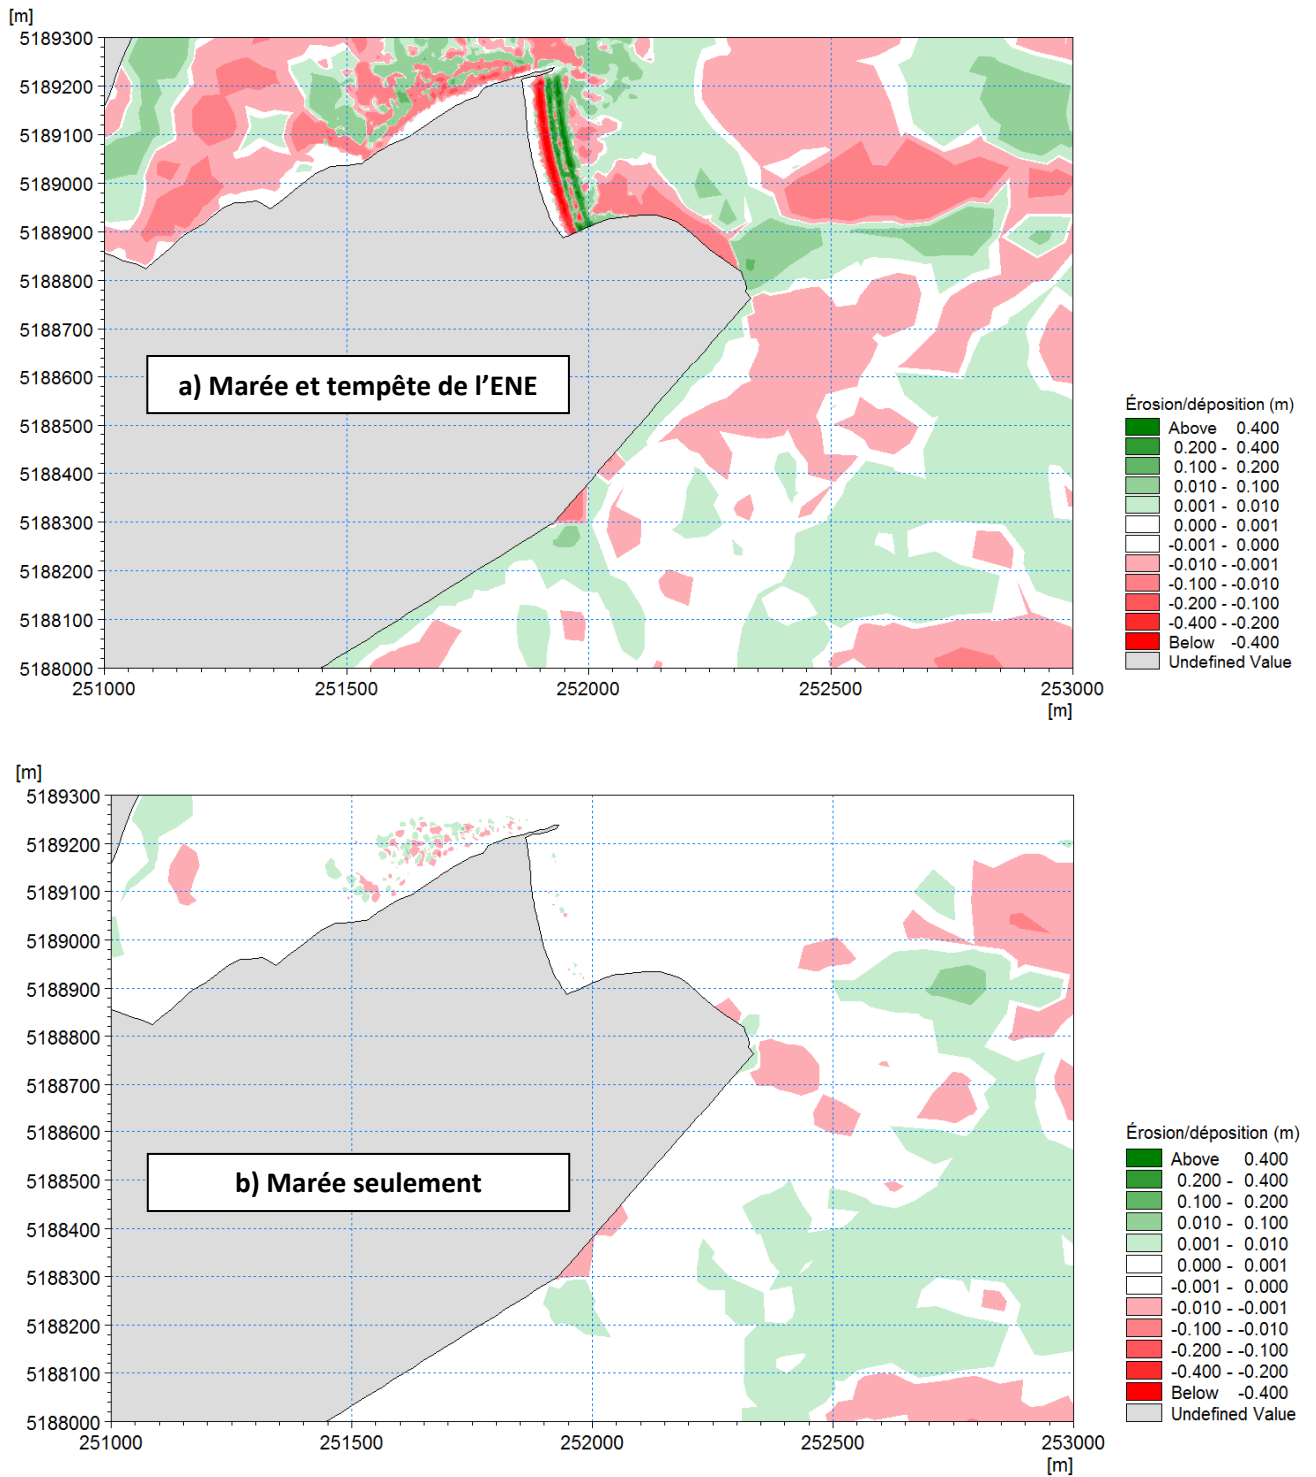 [m]
5189300
5189200
5189100
5189000
5188900
5188800
5188700
5188600
5188500
5188400
5188300
5188200
5188100
5188000
251000 251500 252000 252500 253000
[m]
a) Marée et tempête de l’ENE
Érosion/déposition (m)
Above 0.400
0.200 - 0.400
0.100 - 0.200
0.010 - 0.100
0.001 - 0.010
0.000 - 0.001
-0.001 - 0.000
-0.010 - -0.001
-0.100 - -0.010
-0.200 - -0.100
-0.400 - -0.200
Below -0.400
Undefined Value
[m]
5189300
5189200
5189100
5189000
5188900
5188800
5188700
5188600
5188500
5188400
5188300
5188200
5188100
5188000
251000 251500 252000 252500 253000
[m]
b) Marée seulement
Érosion/déposition (m)
Above 0.400
0.200 - 0.400
0.100 - 0.200
0.010 - 0.100
0.001 - 0.010
0.000 - 0.001
-0.001 - 0.000
-0.010 - -0.001
-0.100 - -0.010
-0.200 - -0.100
-0.400 - -0.200
Below -0.400
Undefined Value